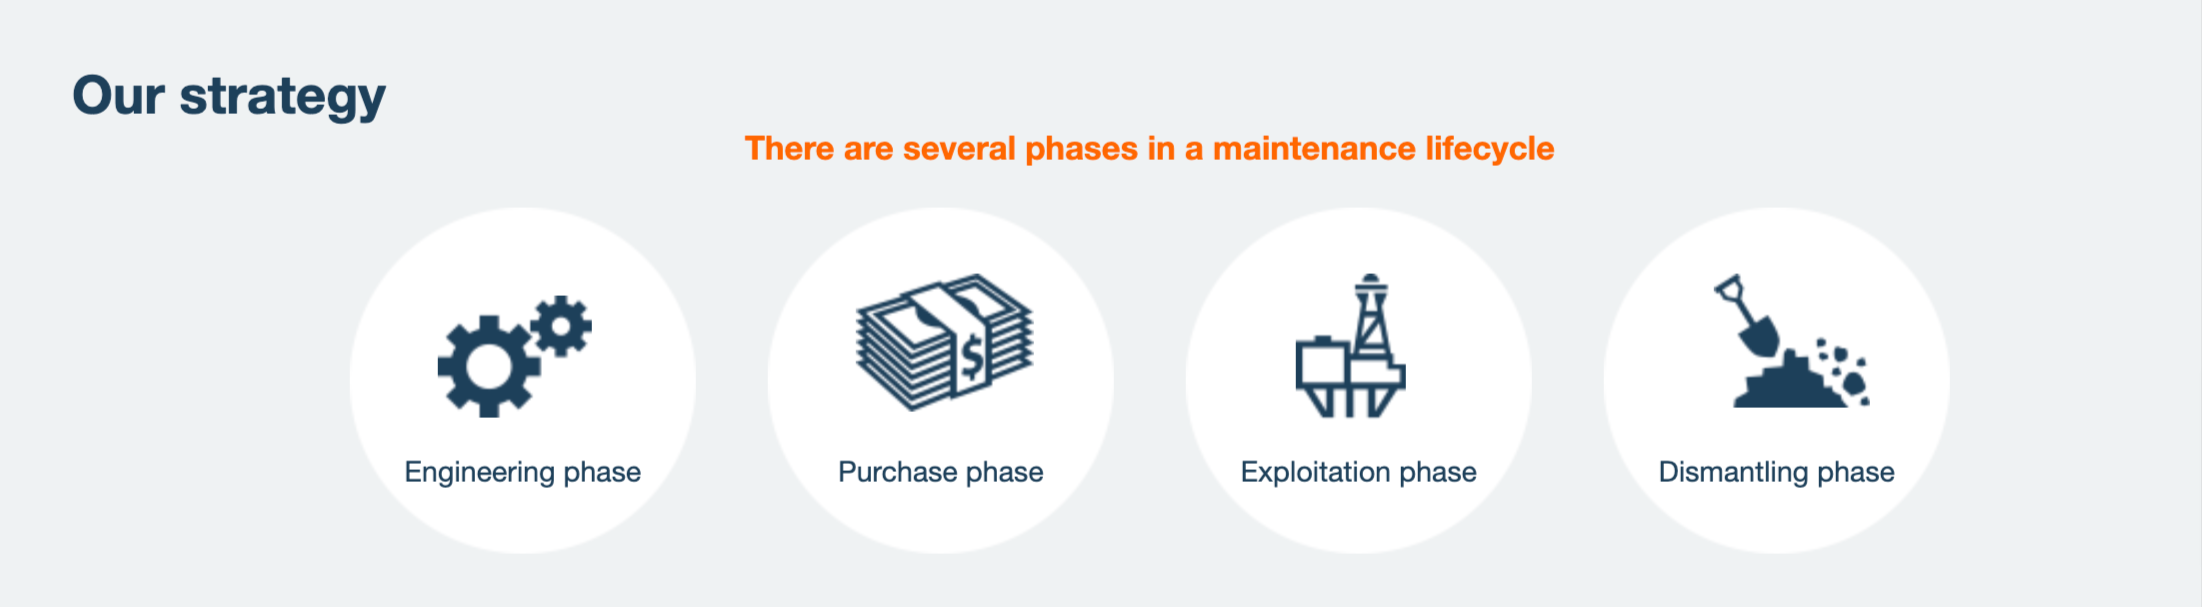 Our strategy
There are several phases in a maintenance lifecycle
$
Engineering phase
Purchase phase
Exploitation phase
Dismantling phase